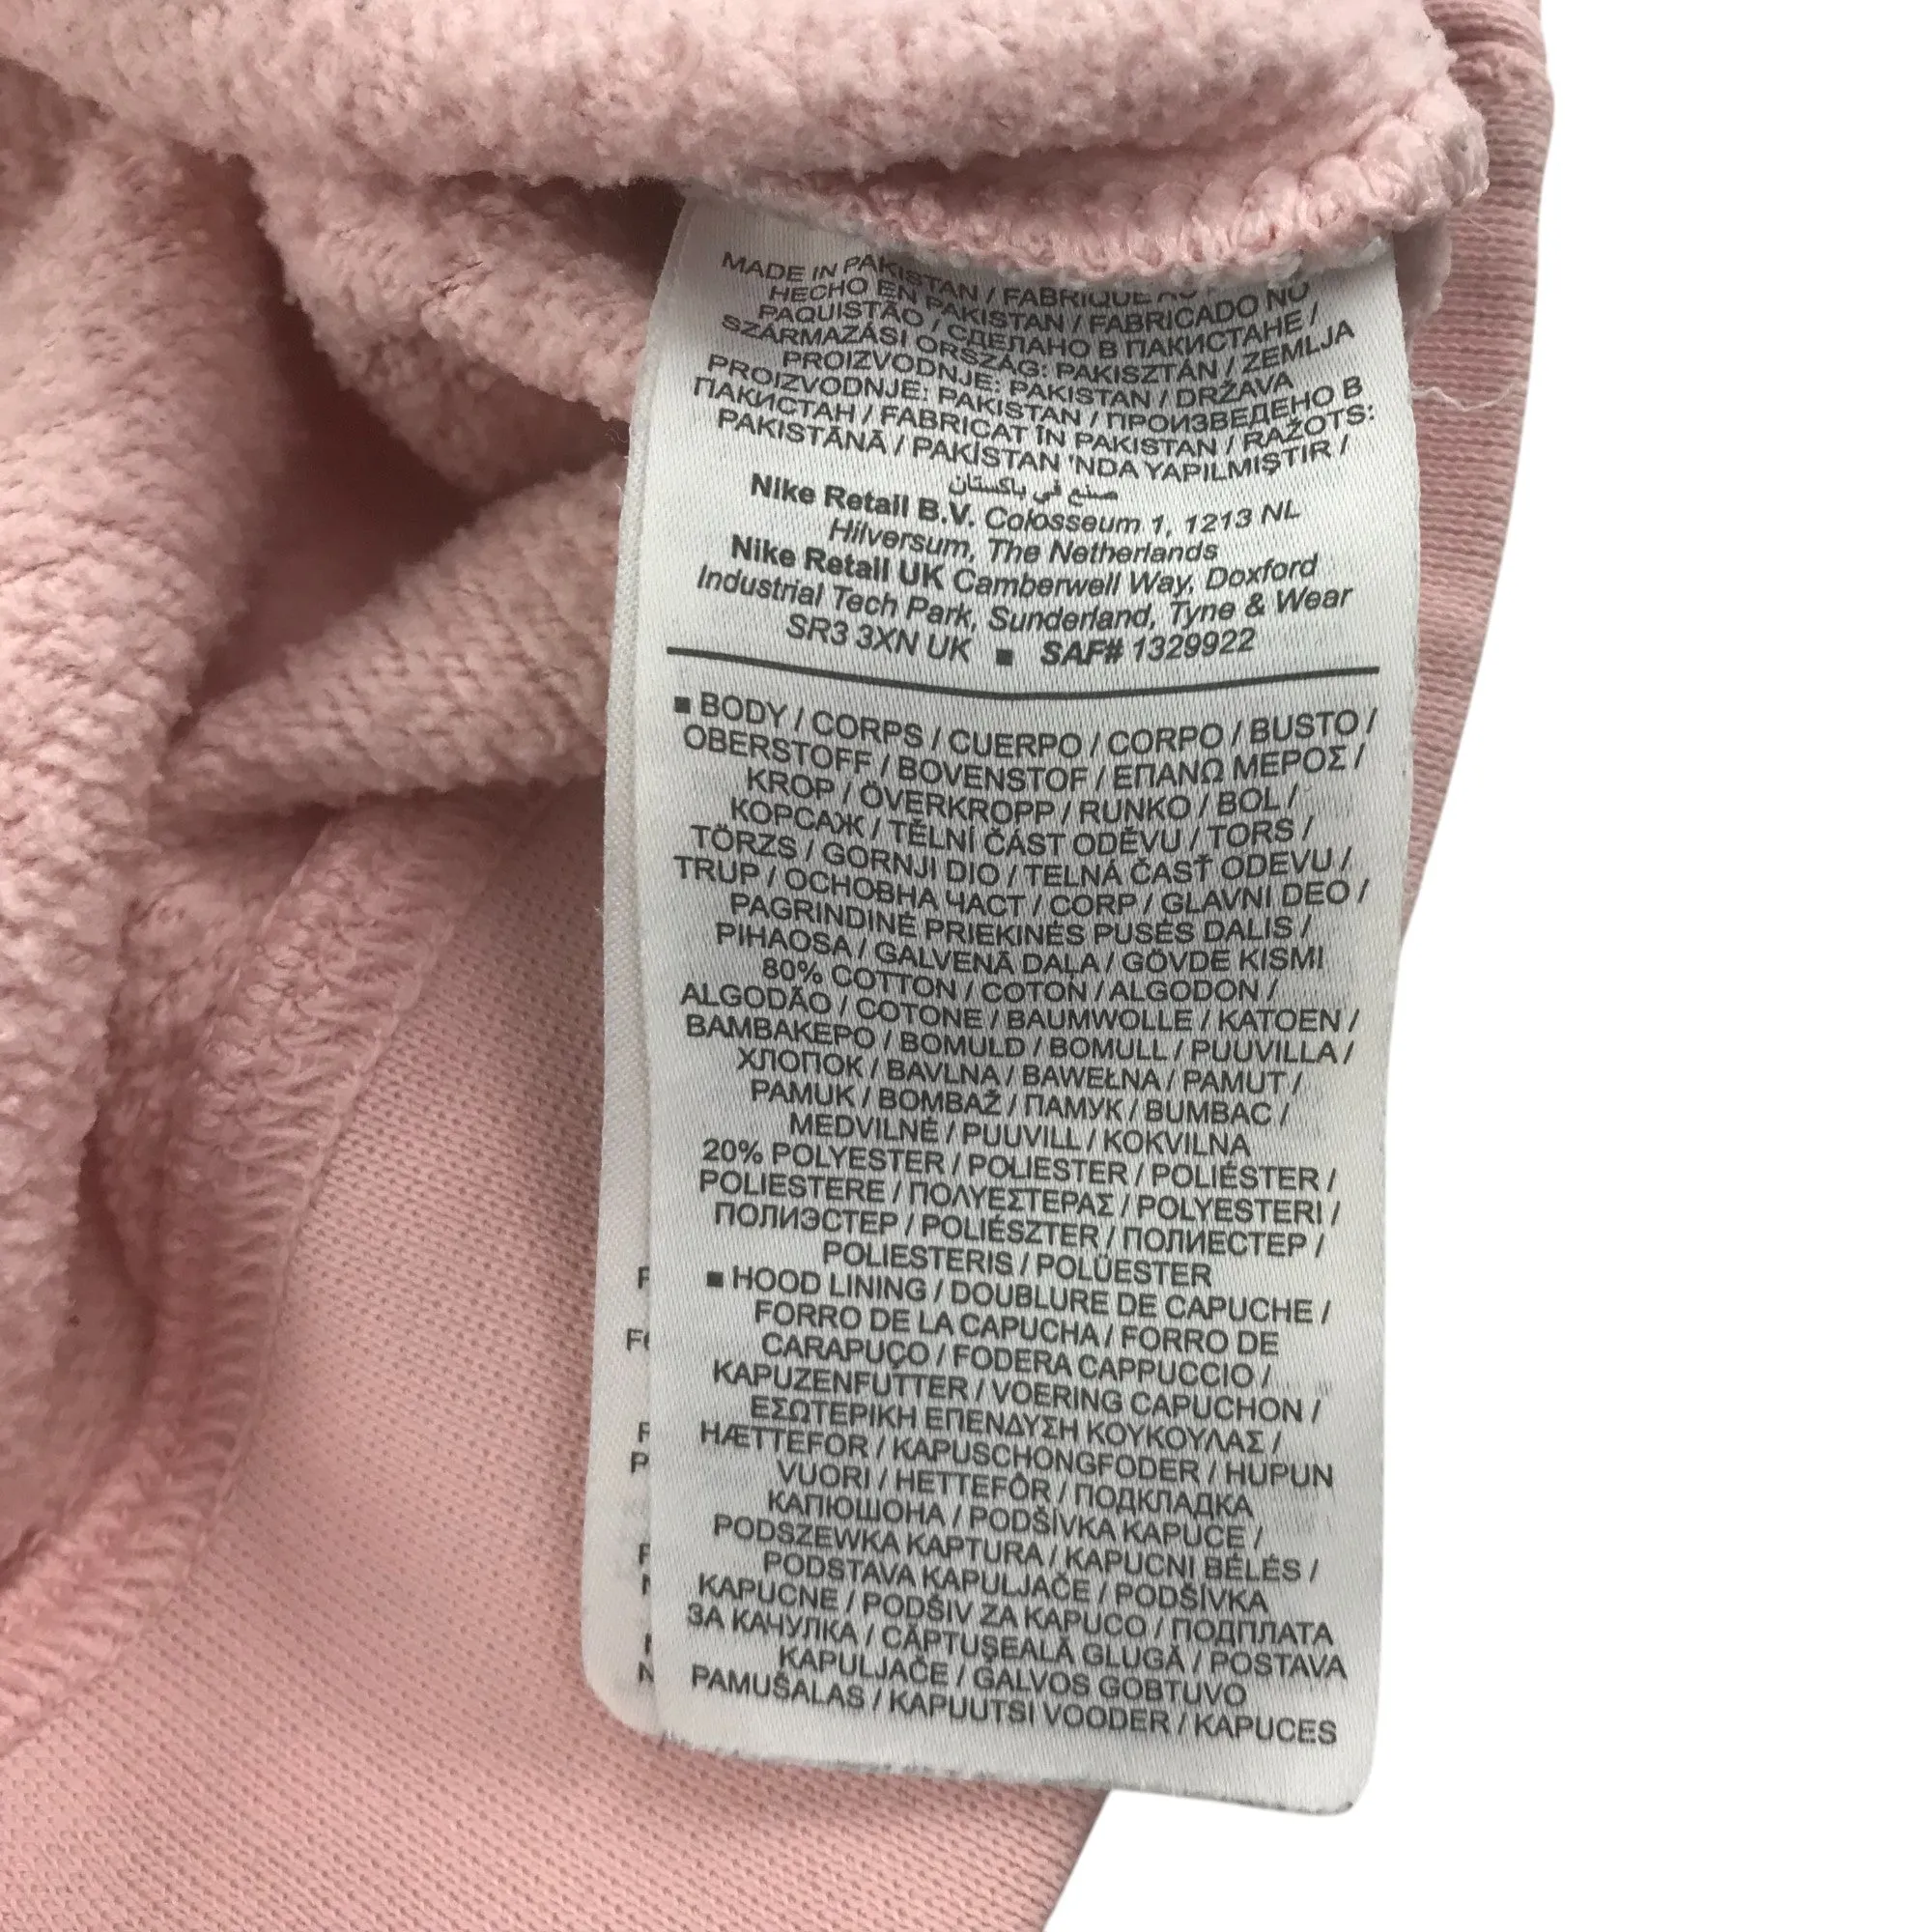 MADE IN PAKISTAN / FABRIQUÉ AU
HECHO EN PAKISTAN / FABRICADO NO
PAQUISTÃO / СДЕЛАНО В ПАКИСТАНЕ /
SZÁRMAZÁSI ORSZÁG: PAKISZTÁN / ZEMLJA
PROIZVODNJE: PAKISTAN / DRŽAVA
PROIZVODNJE: PAKISTAN / ПРОИЗВЕДЕНО В
ПАКИСТАН / FABRICAT ÎN PAKISTAN / RAŽOTS:
PAKISTĀNĀ / PAKİSTAN 'NDA YAPILMIŞTIR /
صنع في باكستان
Nike Retail B.V. Colosseum 1, 1213 NL
Hilversum, The Netherlands
Nike Retail UK Camberwell Way, Doxford
Industrial Tech Park, Sunderland, Tyne & Wear
SR3 3XN UK ■ SAF# 1329922
■ BODY / CORPS / CUERPO / CORPO / BUSTO /
OBERSTOFF / BOVENSTOF / ΕΠΑΝΩ ΜΕΡΟΣ /
KROP / ÖVERKROPP / RUNKO / BOL /
КОРСАЖ / TĚLNÍ ČÁST ODĚVU / TORS /
TÖRZS / GORNJI DIO / TELNÁ ČASŤ ODEVU /
TRUP / ОСНОВНА ЧАСТ / CORP / GLAVNI DEO /
PAGRINDINĖ PRIEKINĖS PUSĖS DALIS /
PIHAOSA / GALVENĀ DAĻA / GÖVDE KISMI
80% COTTON / COTON / ALGODON /
ALGODÃO / COTONE / BAUMWOLLE / KATOEN /
ΒΑΜΒΑΚΕΡΟ / BOMULD / BOMULL / PUUVILLA /
ХЛОПОК / BAVLNA / BAWEŁNA / PAMUT /
PAMUK / BOMBAŽ / ПАМУК / BUMBAC /
MEDVILNĖ / PUUVILL / KOKVILNA
20% POLYESTER / POLIESTER / POLIÉSTER /
POLIESTERE / ΠΟΛΥΕΣΤΕΡΑΣ / POLYESTERI /
ПОЛИЭСТЕР / POLIÉSZTER / ПОЛИЕСТЕР /
POLIESTERIS / POLÜESTER
■ HOOD LINING / DOUBLURE DE CAPUCHE /
FORRO DE LA CAPUCHA / FORRO DE
CARAPUÇO / FODERA CAPPUCCIO /
KAPUZENFUTTER / VOERING CAPUCHON /
ΕΣΩΤΕΡΙΚΗ ΕΠΕΝΔΥΣΗ ΚΟΥΚΟΥΛΑΣ /
HÆTTEFOR / KAPUSCHONGFODER / HUPUN
VUORI / HETTEFÔR / ПОДКЛАДКА
КАПЮШОНА / PODŠÍVKA KAPUCE /
PODSZEWKA KAPTURA / KAPUCNI BÉLÉS /
PODSTAVA KAPULJAČE / PODŠÍVKA
KAPUCNE / PODŠIV ZA KAPUCO / ПОДПЛАТА
ЗА КАЧУЛКА / CĂPTUŞEALĂ GLUGĂ / POSTAVA
KAPULJAČE / GALVOS GOBTUVO
PAMUŠALAS / KAPUUTSI VOODER / KAPUCES